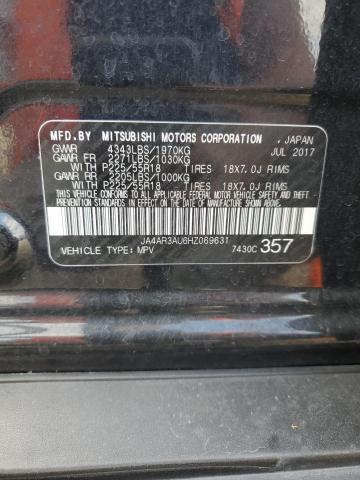 MFD.BY MITSUBISHI MOTORS CORPORATION , JAPAN
GVWR 4343LBS/1970KG JUL 2017
GAWR FR 2271LBS/1030KG
P225/55R18 TIRES 18X7.0J RIMS
GAWR RR 2205LBS/1000KG
P225/55R18 TIRES 18X7.0J RIMS
THIS VEHICLE CONFORMS TO ALL APPLICABLE FEDERAL MOTOR VEHICLE SAFETY, BUMPER AND THEFT
PREVENTION STANDARDS IN EFFECT ON THE DATE OF MANUFACTURE SHOWN ABOVE.
JA4AR3AU6HZ069631
VEHICLE TYPE: MPV 7430C 357